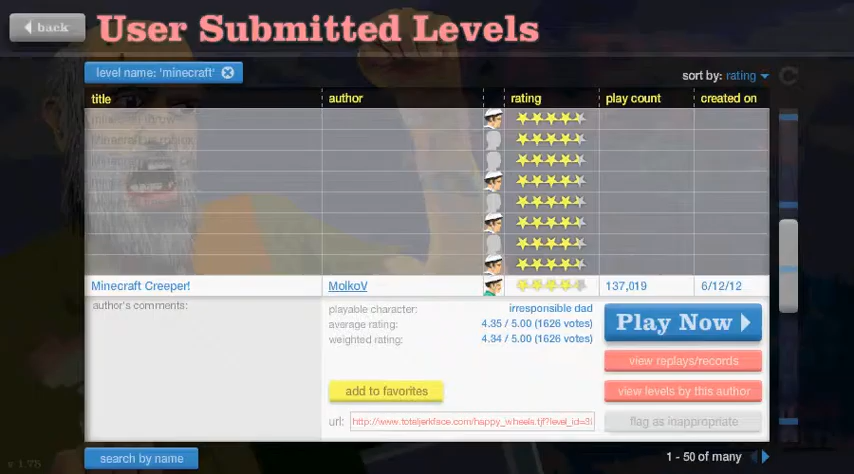 back
User Submitted Levels
level name: 'minecraft'
sort by: rating
title author rating play count created on
Minecraft Creeper! MolkoV 137,019 6/12/12
author's comments:
playable character: irresponsible dad
average rating: 4.35 / 5.00 (1626 votes)
weighted rating: 4.34 / 5.00 (1626 votes)
Play Now
view replays/records
add to favorites
view levels by this author
url: http://www.totaljerkface.com/happy_wheels.tjf?level_id=3
flag as inappropriate
search by name
1 - 50 of many
v 1.78